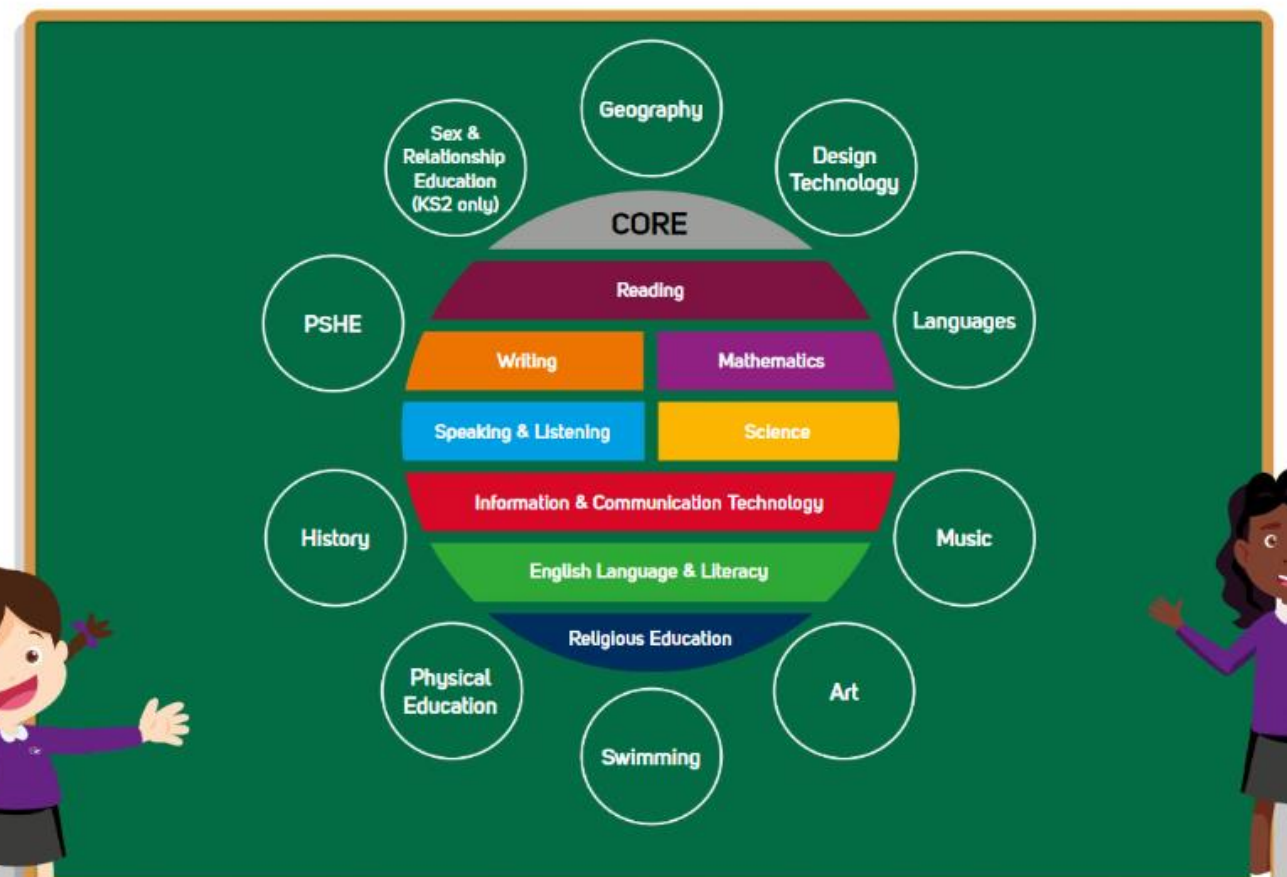 Geography
Sex &
Relationship
Education
(KS2 only)
Design
Technology
CORE
Reading
PSHE
Languages
Writing
Mathematics
Speaking & Listening
Science
Information & Communication Technology
History
Music
English Language & Literacy
Religious Education
Physical
Education
Art
Swimming